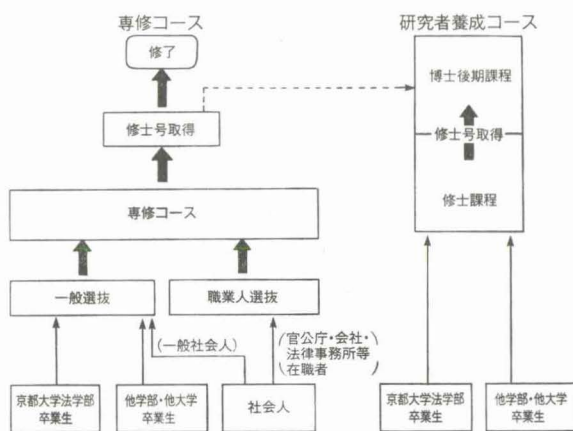 専修コース
修了
修士号取得
専修コース
一般選抜
職業人選抜
(一般社会人)
(官公庁・会社・
法律事務所等
在職者)
京都大学法学部
卒業生
他学部・他大学
卒業生
社会人
研究者養成コース
博士後期課程
修士号取得
修士課程
京都大学法学部
卒業生
他学部・他大学
卒業生